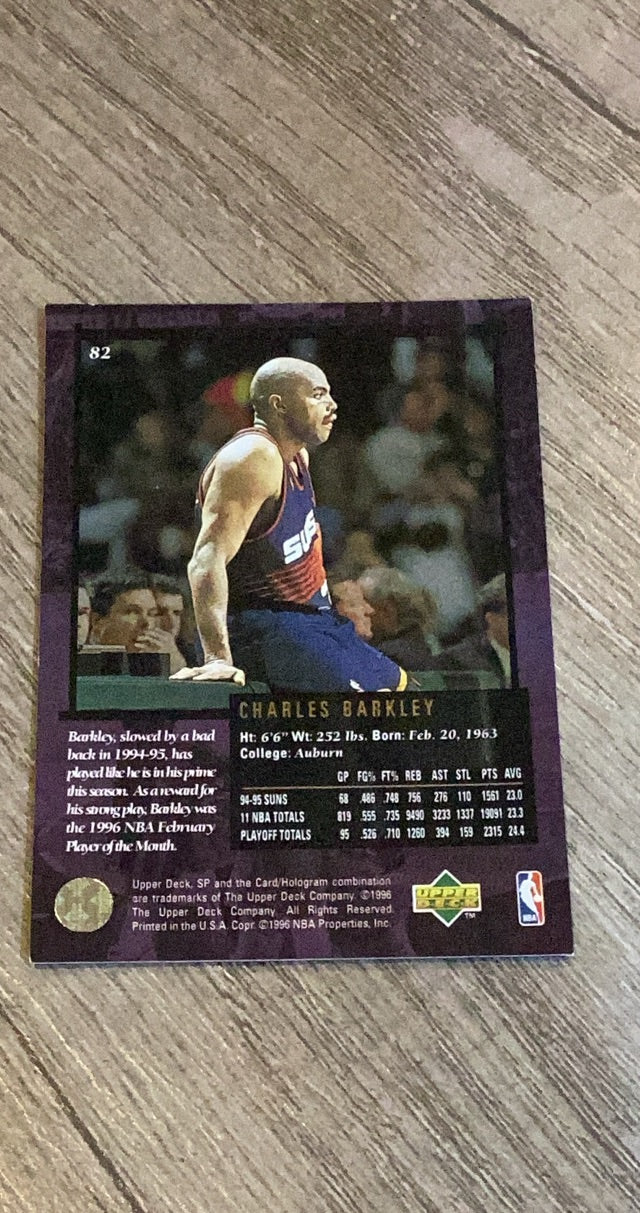 82
SUNS
CHARLES BARKLEY
Ht: 6'6" Wt: 252 lbs. Born: Feb. 20, 1963
College: Auburn
GP FG% FT% REB AST STL PTS AVG
94-95 SUNS 68 .486 .748 756 276 110 1561 23.0
11 NBA TOTALS 819 .555 .735 9490 3233 1337 19091 23.3
PLAYOFF TOTALS 95 .526 .710 1260 394 159 2315 24.4
Barkley, slowed by a bad
back in 1994-95, has
played like he is in his prime
this season. As a reward for
his strong play, Barkley was
the 1996 NBA February
Player of the Month.
Upper Deck, SP and the Card/Hologram combination
are trademarks of The Upper Deck Company. ©1996
The Upper Deck Company. All Rights Reserved.
Printed in the U.S.A. Copr. ©1996 NBA Properties, Inc.
UPPER
DECK
TM
NBA